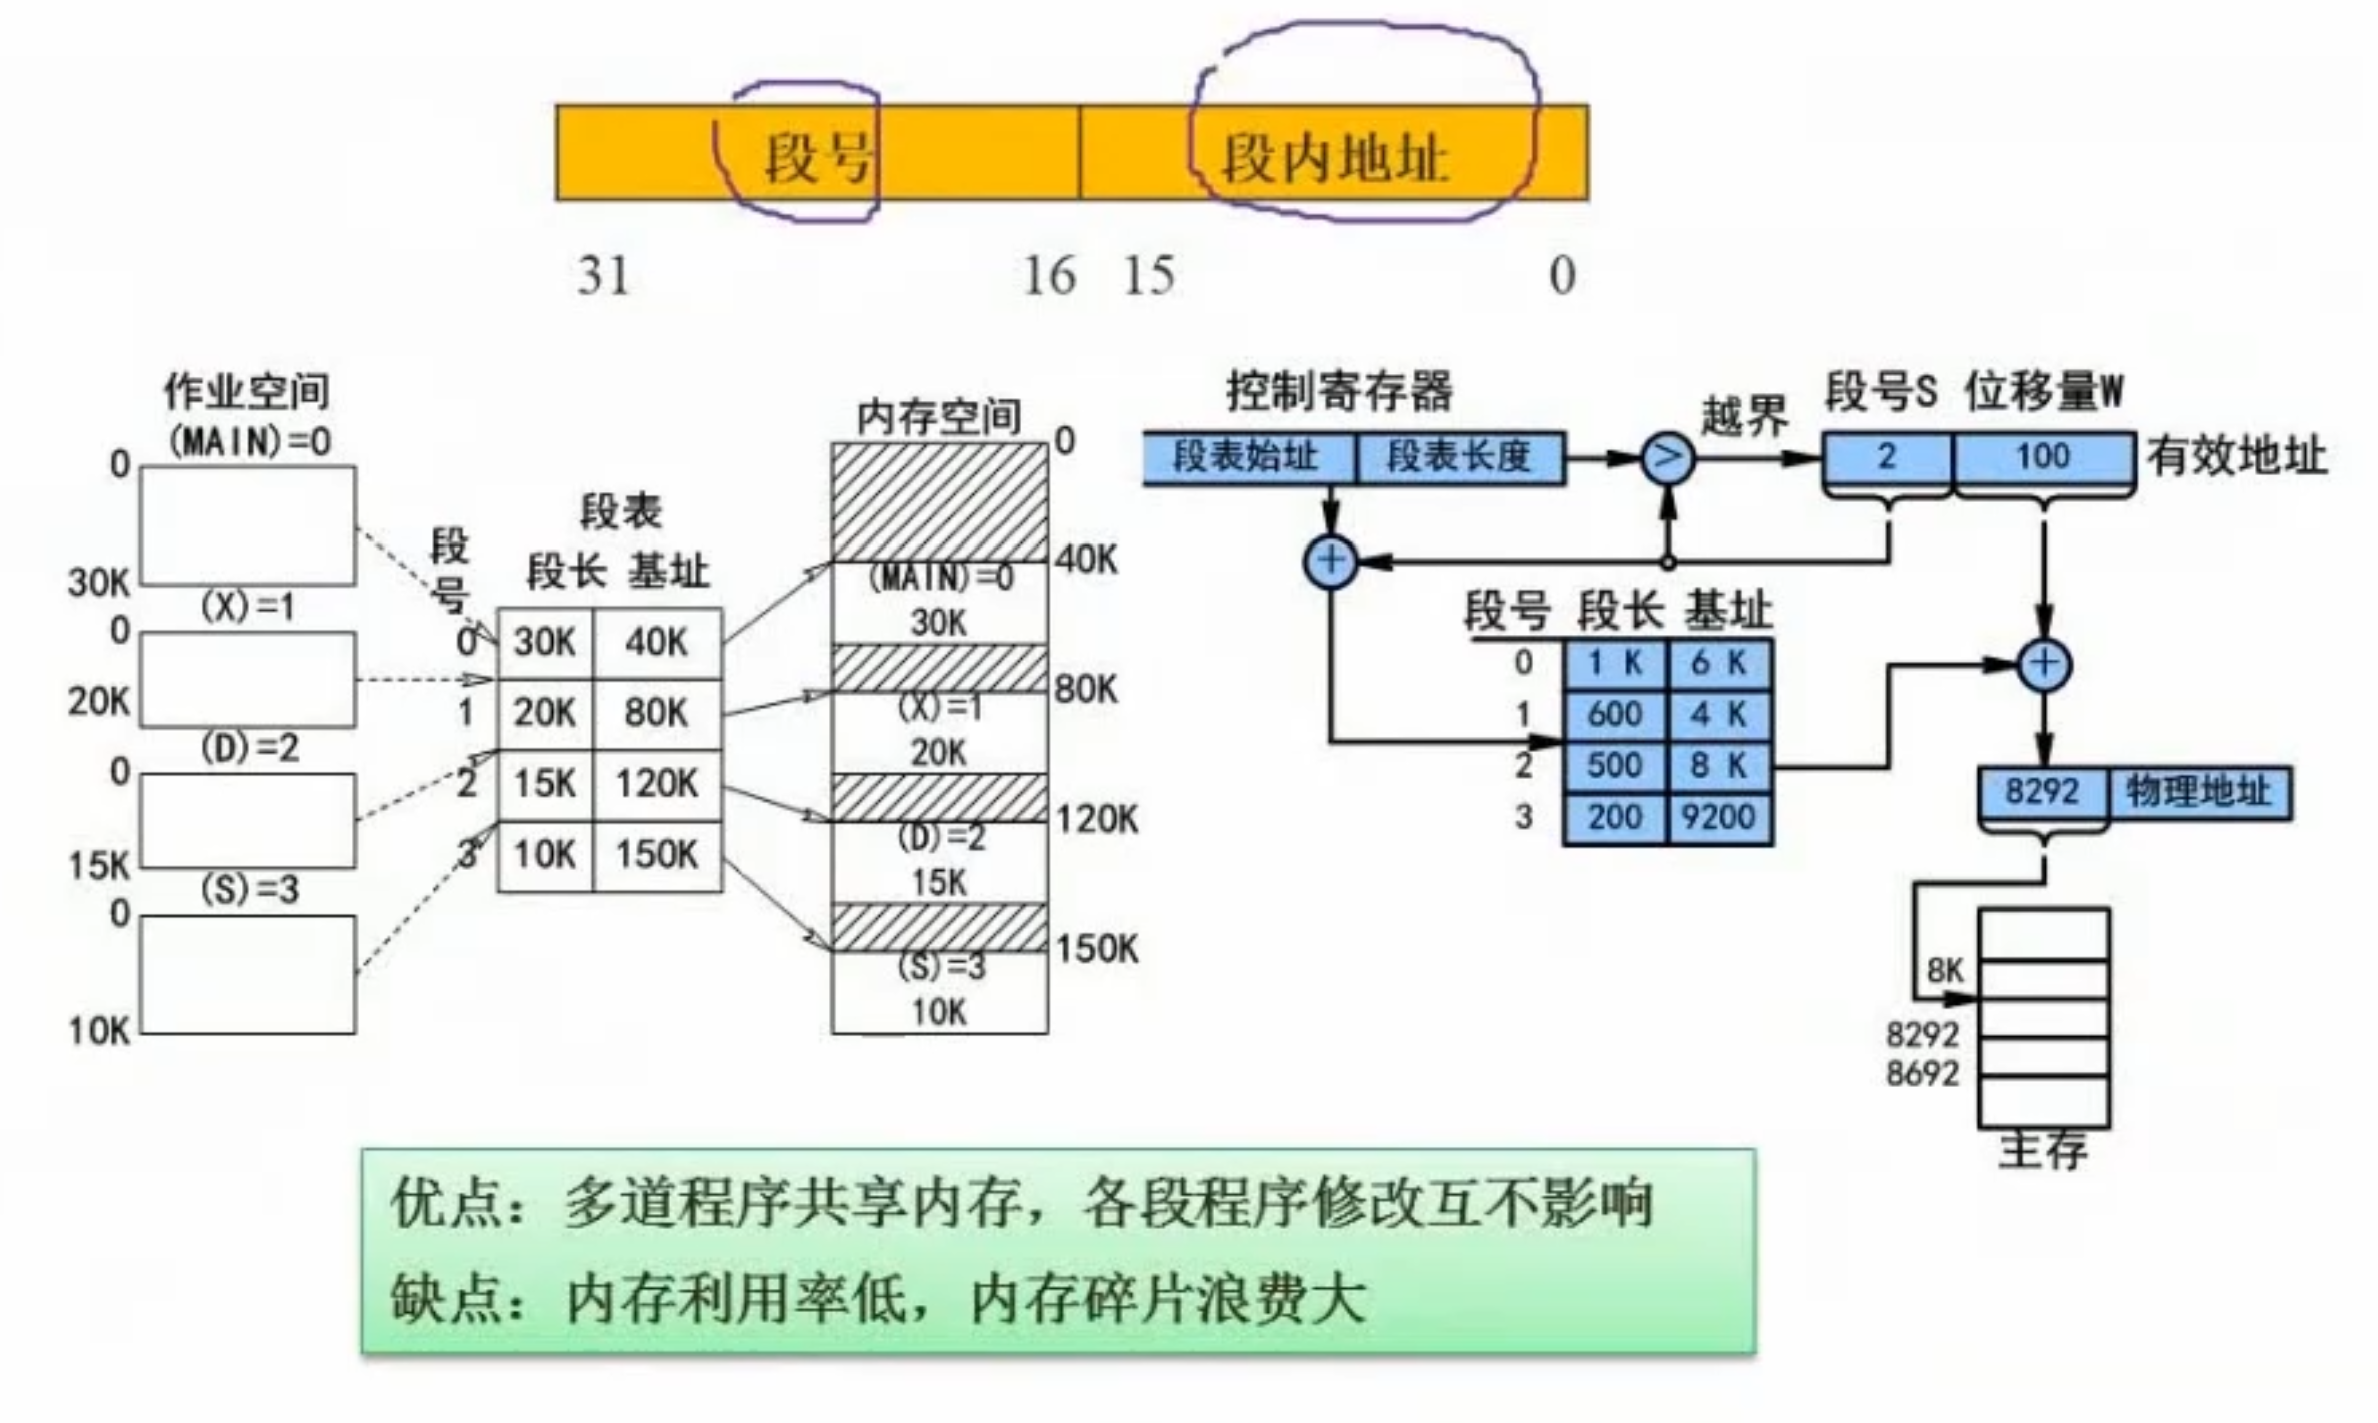 段号 段内地址
31 16 15 0
作业空间
(MAIN)=0
0
30K
(X)=1
0
20K
(D)=2
0
15K
(S)=3
0
10K
段号
段表
段长 基址
0 30K 40K
1 20K 80K
2 15K 120K
3 10K 150K
内存空间
0
40K
(MAIN)=0
30K
80K
(X)=1
20K
120K
(D)=2
15K
150K
(S)=3
10K
控制寄存器
段表始址 段表长度
>
越界
段号S 位移量W
2 100 有效地址
+
段号 段长 基址
0 1 K 6 K
1 600 4 K
2 500 8 K
3 200 9200
+
8292 物理地址
8K
8292
8692
主存
优点：多道程序共享内存，各段程序修改互不影响
缺点：内存利用率低，内存碎片浪费大